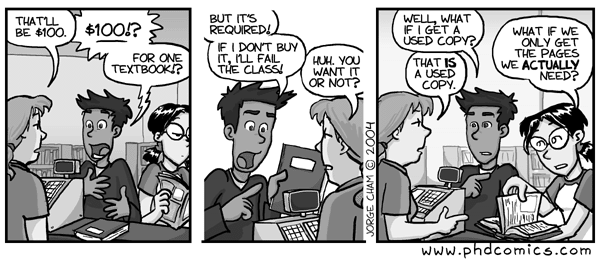 THAT'LL
BE $100.
$100!?
FOR ONE
TEXTBOOK!?
BUT IT'S
REQUIRED!
IF I DON'T BUY
IT, I'LL FAIL
THE CLASS!
HUH. YOU
WANT IT
OR NOT?
JORGE CHAM © 2004
WELL, WHAT
IF I GET A
USED COPY?
THAT IS
A USED
COPY.
WHAT IF WE
ONLY GET
THE PAGES
WE ACTUALLY
NEED?
www.phdcomics.com